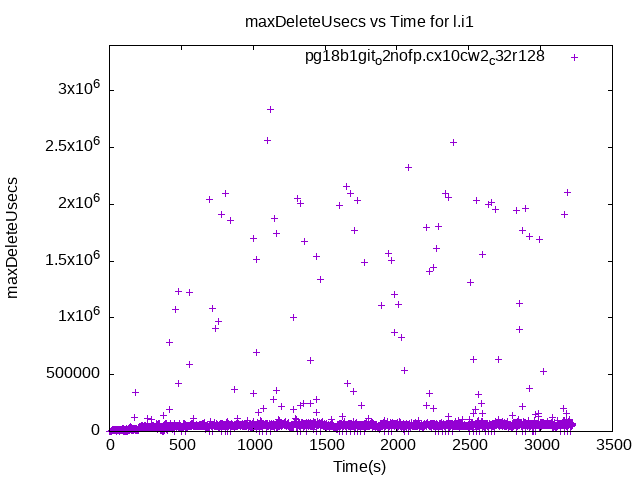 maxDeleteUsecs vs Time for l.i1
pg18b1git_o2nofp.cx10cw2_c32r128
maxDeleteUsecs
3x10^6
2.5x10^6
2x10^6
1.5x10^6
1x10^6
500000
0
0 500 1000 1500 2000 2500 3000 3500
Time(s)